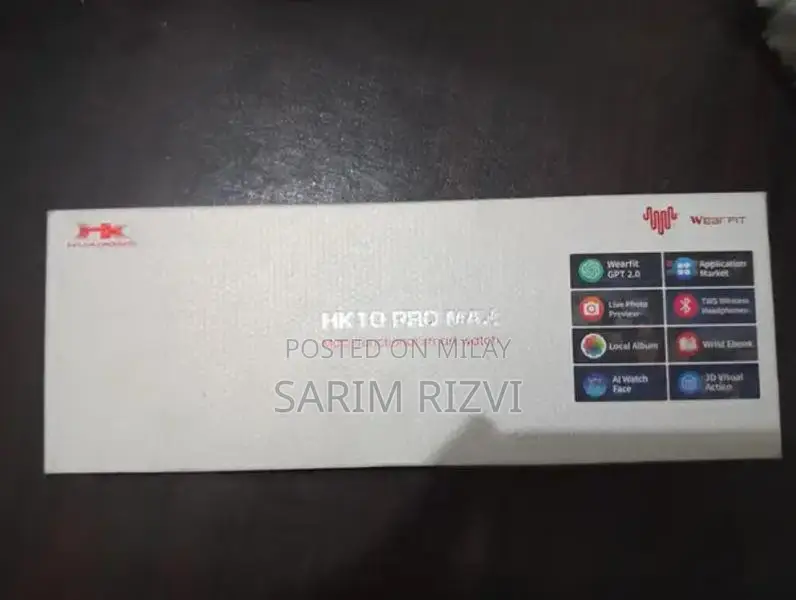 HK
WearFit
Wearfit
GPT 2.0
Application
Market
Live Photo
Preview
TWS Wireless
Headphones
Local Album
Wrist Ebook
AI Watch
Face
3D Visual
Action
HK10 PRO MAX
POSTED ON MILAY
SARIM RIZVI